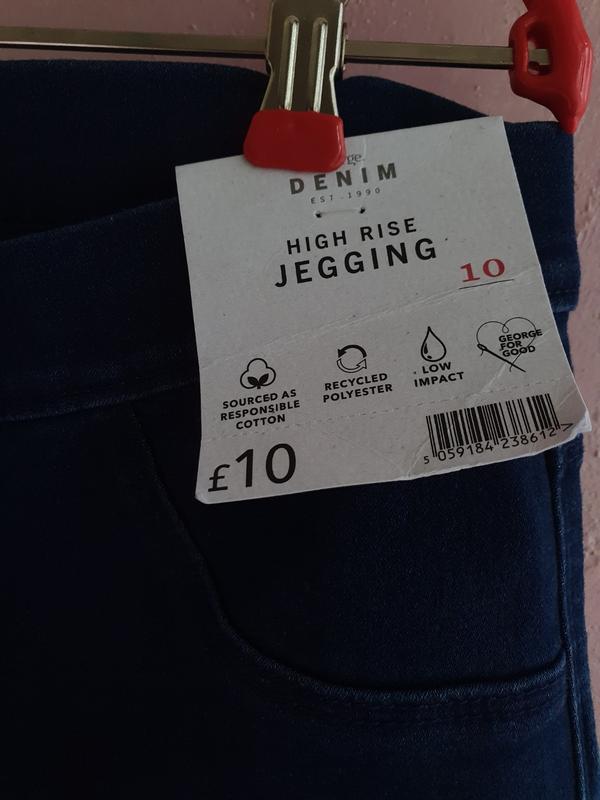 DENIM
EST. 1990
HIGH RISE
JEGGING
10
SOURCED AS
RESPONSIBLE
COTTON
RECYCLED
POLYESTER
LOW
IMPACT
GEORGE
FOR
GOOD
£10
5 059184 238612 >